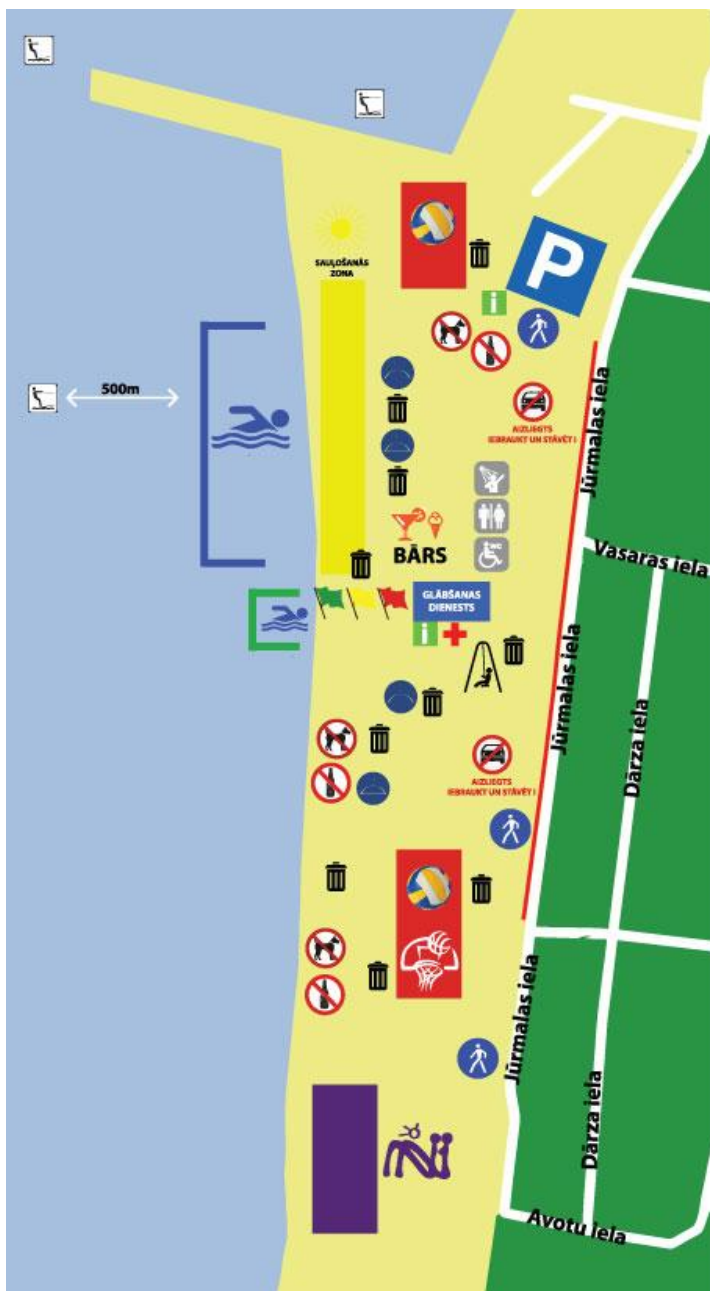 SAUĻOŠANĀS
ZONA
P
i
500m
AIZLIEGTS
IEBRAUKT UN STĀVĒT !
Jūrmalas iela
WC
BĀRS
Vasaras iela
GLĀBŠANAS
DIENESTS
i
Jūrmalas iela
Dārza iela
AIZLIEGTS
IEBRAUKT UN STĀVĒT !
Jūrmalas iela
Dārza iela
Avotu iela